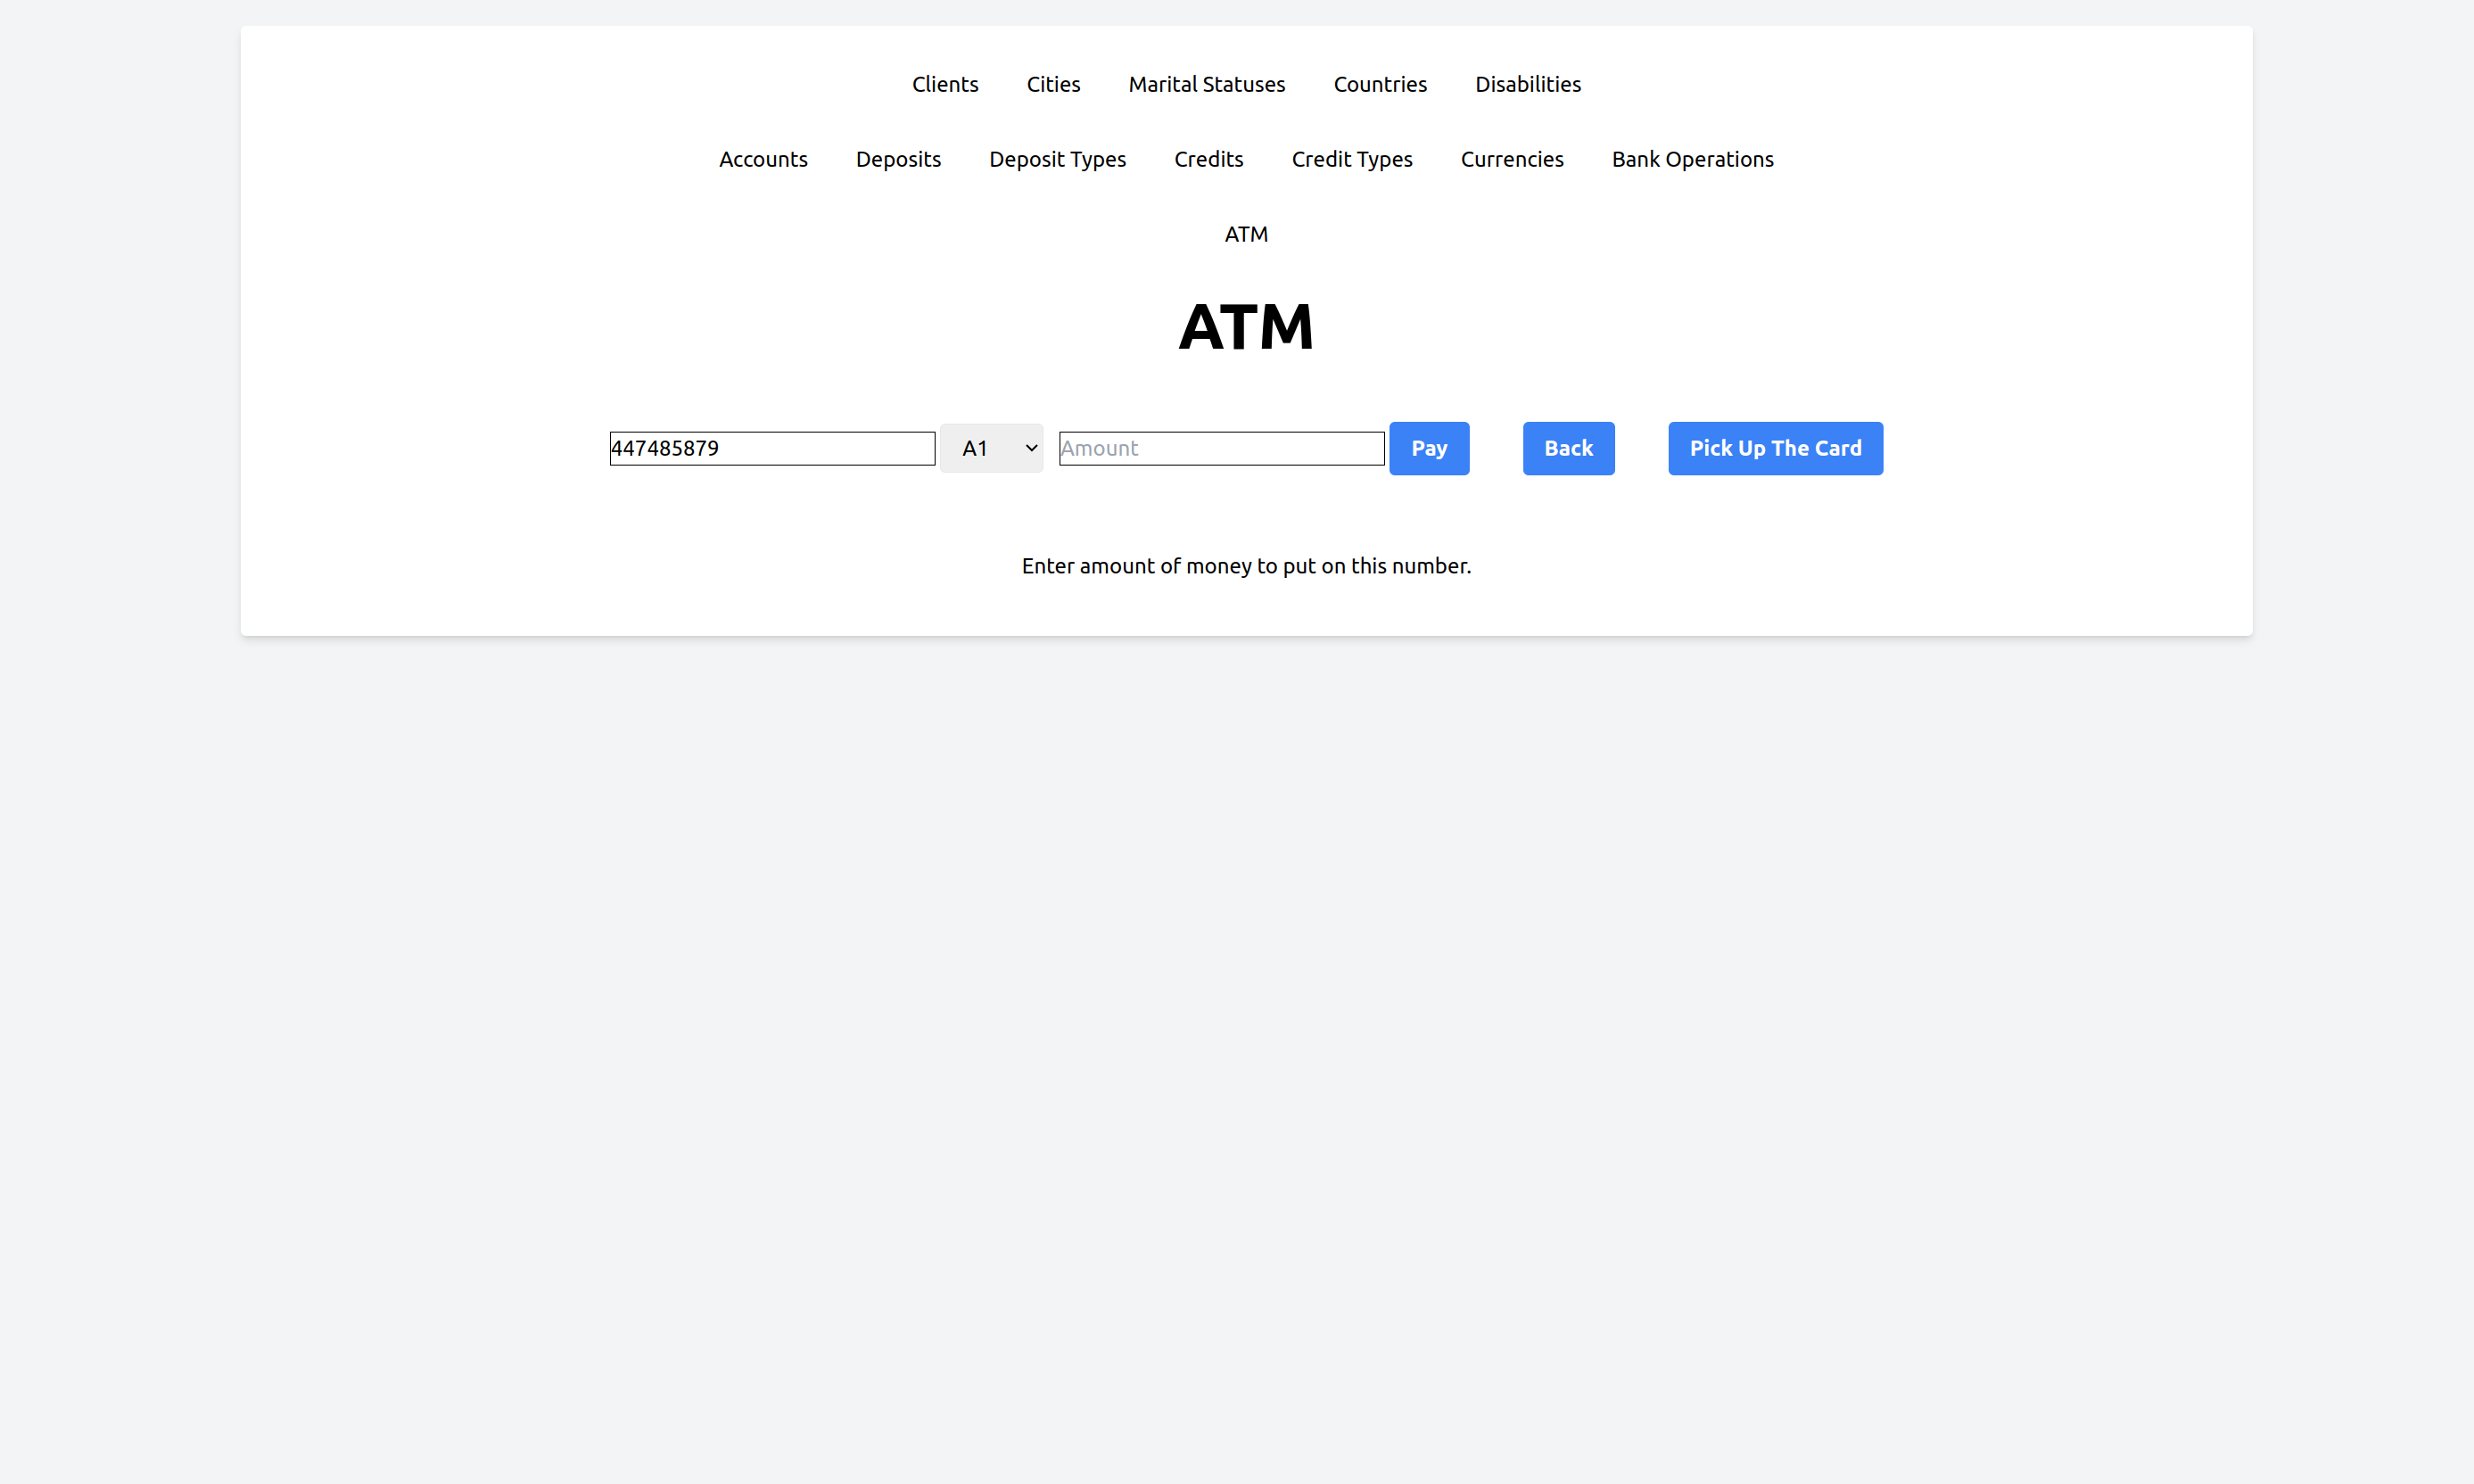 Clients Cities Marital Statuses Countries Disabilities
Accounts Deposits Deposit Types Credits Credit Types Currencies Bank Operations
ATM
ATM
447485879 A1 Amount Pay Back Pick Up The Card
Enter amount of money to put on this number.